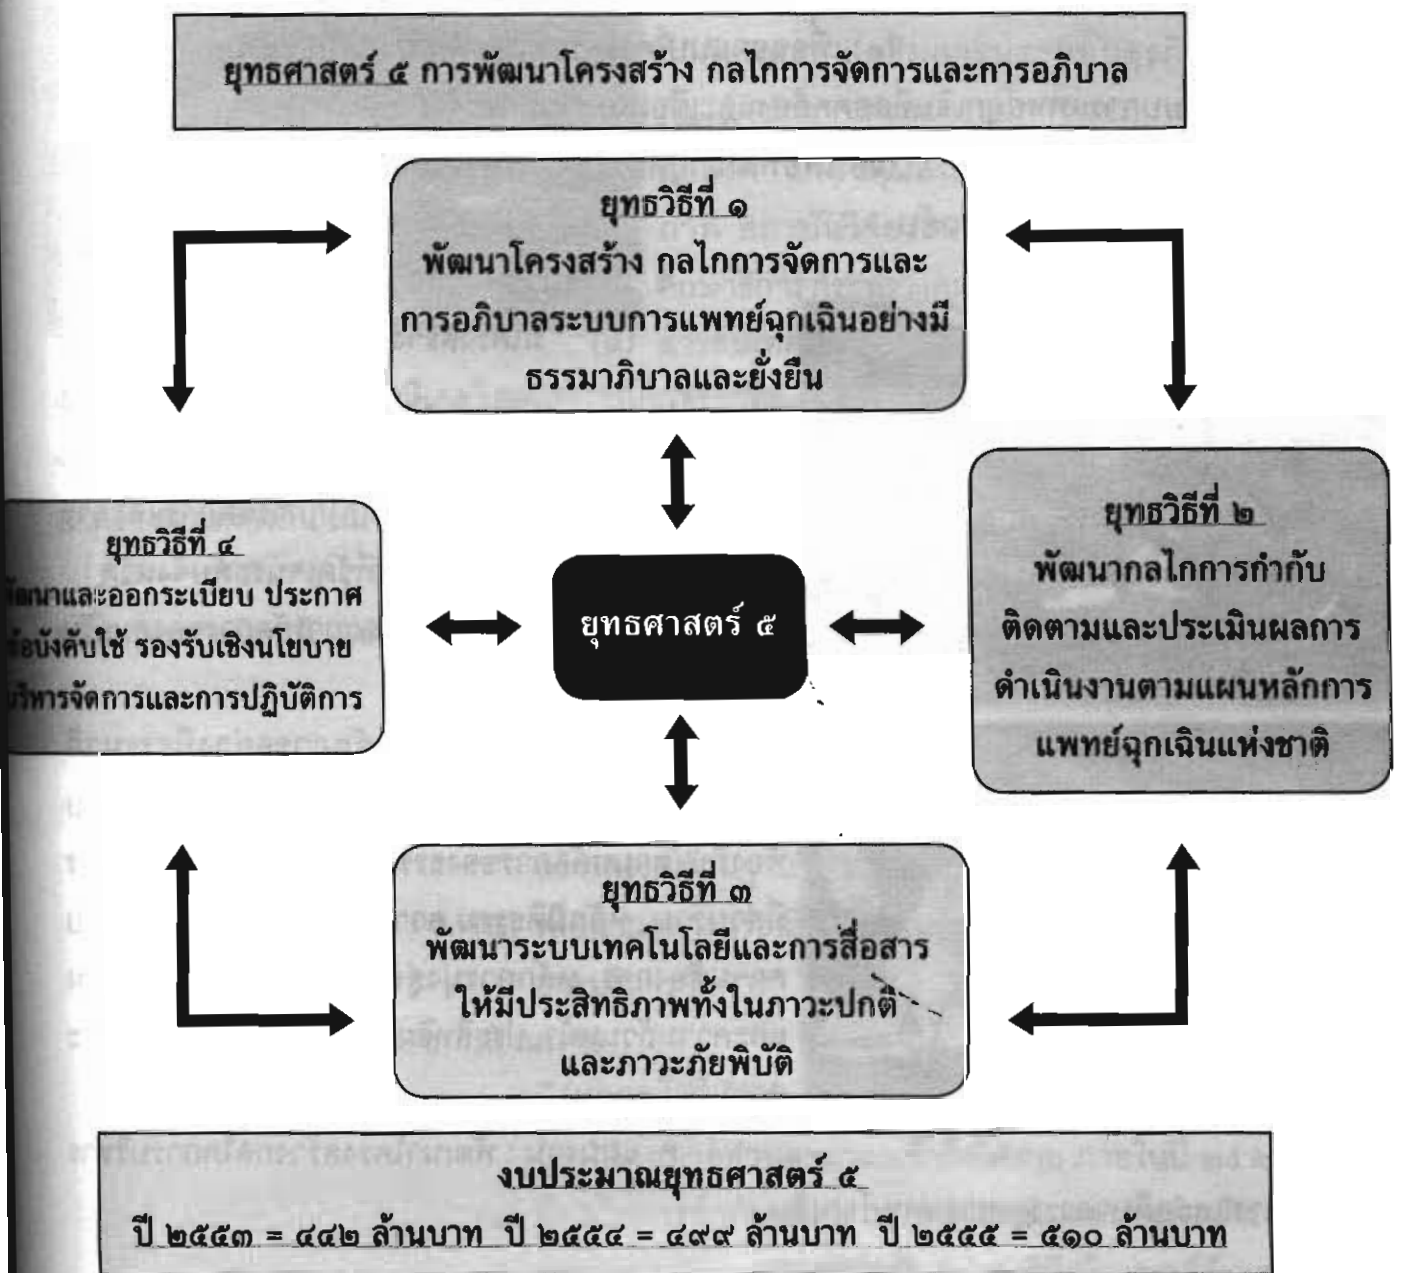 ยุทธศาสตร์ ๕ การพัฒนาโครงสร้าง กลไกการจัดการและการอภิบาล
ยุทธวิธีที่ ๑
พัฒนาโครงสร้าง กลไกการจัดการและ
การอภิบาลระบบการแพทย์ฉุกเฉินอย่างมี
ธรรมาภิบาลและยั่งยืน
ยุทธวิธีที่ ๒
พัฒนากลไกการกำกับ
ติดตามและประเมินผลการ
ดำเนินงานตามแผนหลักการ
แพทย์ฉุกเฉินแห่งชาติ
ยุทธศาสตร์ ๕
ยุทธวิธีที่ ๔
พัฒนาและออกระเบียบ ประกาศ
ข้อบังคับใช้ รองรับเชิงนโยบาย
บริหารจัดการและการปฏิบัติการ
ยุทธวิธีที่ ๓
พัฒนาระบบเทคโนโลยีและการสื่อสาร
ให้มีประสิทธิภาพทั้งในภาวะปกติ
และภาวะภัยพิบัติ
งบประมาณยุทธศาสตร์ ๕
ปี ๒๕๕๓ = ๔๔๒ ล้านบาท ปี ๒๕๕๔ = ๔๙๙ ล้านบาท ปี ๒๕๕๕ = ๕๑๐ ล้านบาท